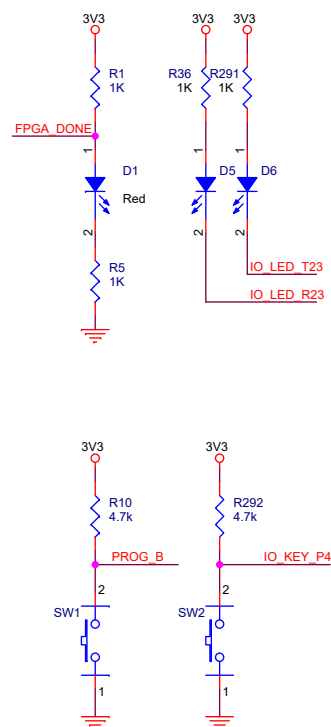 3V3 3V3 3V3
R1 R36 R291
1K 1K 1K
FPGA_DONE
1 1 1
D1 D5 D6
Red
2 2 2
R5
1K
IO_LED_T23
IO_LED_R23
3V3 3V3
R10 R292
4.7k 4.7k
PROG_B IO_KEY_P4
2 2
SW1 SW2
1 1